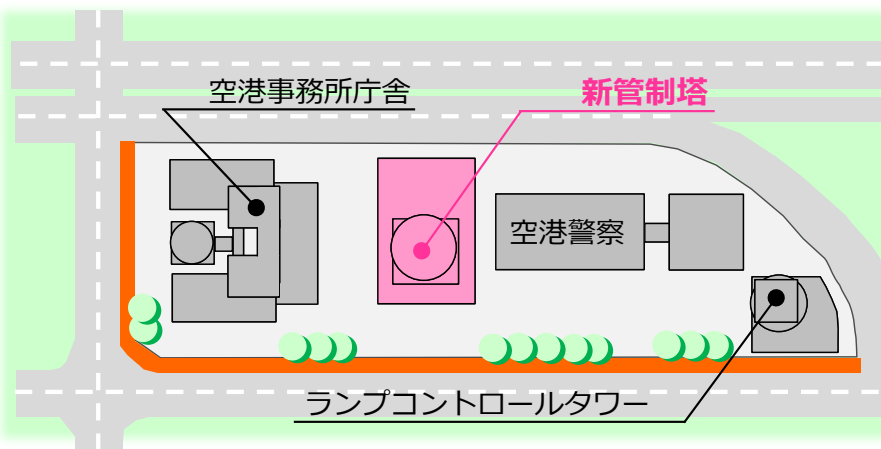 空港事務所庁舎
新管制塔
空港警察
ランプコントロールタワー